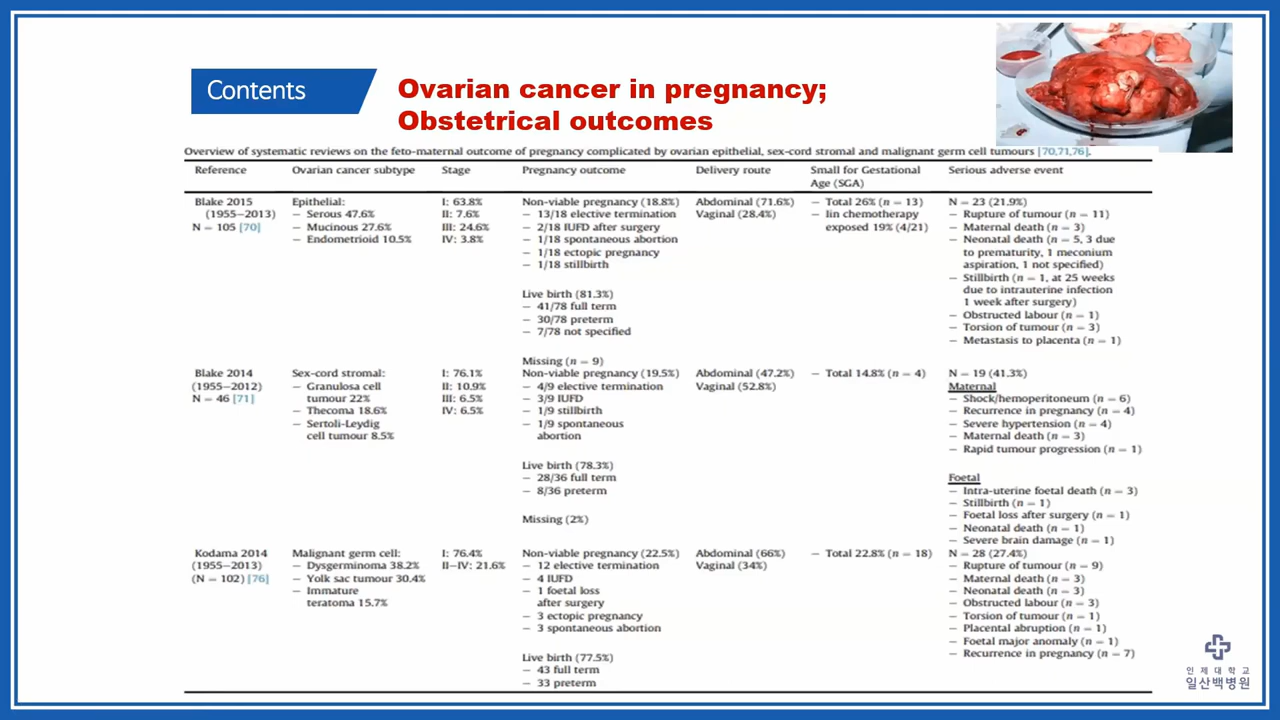 Contents
Ovarian cancer in pregnancy;
Obstetrical outcomes
Overview of systematic reviews on the feto-maternal outcome of pregnancy complicated by ovarian epithelial, sex-cord stromal and malignant germ cell tumours [70,71,76].
Reference
Ovarian cancer subtype
Stage
Pregnancy outcome
Delivery route
Small for Gestational
Age (SGA)
Serious adverse event
Blake 2015
(1955–2013)
N = 105 [70]
Epithelial:
– Serous 47.6%
– Mucinous 27.6%
– Endometrioid 10.5%
I: 63.8%
II: 7.6%
III: 24.6%
IV: 3.8%
Non-viable pregnancy (18.8%)
– 13/18 elective termination
– 2/18 IUFD after surgery
– 1/18 spontaneous abortion
– 1/18 ectopic pregnancy
– 1/18 stillbirth
Live birth (81.3%)
– 41/78 full term
– 30/78 preterm
– 7/78 not specified
Missing (n = 9)
Abdominal (71.6%)
Vaginal (28.4%)
– Total 26% (n = 13)
– Iin chemotherapy
exposed 19% (4/21)
N = 23 (21.9%)
– Rupture of tumour (n = 11)
– Maternal death (n = 3)
– Neonatal death (n = 5, 3 due
to prematurity, 1 meconium
aspiration, 1 not specified)
– Stillbirth (n = 1, at 25 weeks
due to intrauterine infection
1 week after surgery)
– Obstructed labour (n = 1)
– Torsion of tumour (n = 3)
– Metastasis to placenta (n = 1)
Blake 2014
(1955–2012)
N = 46 [71]
Sex-cord stromal:
– Granulosa cell
tumour 22%
– Thecoma 18.6%
– Sertoli-Leydig
cell tumour 8.5%
I: 76.1%
II: 10.9%
III: 6.5%
IV: 6.5%
Non-viable pregnancy (19.5%)
– 4/9 elective termination
– 3/9 IUFD
– 1/9 stillbirth
– 1/9 spontaneous
abortion
Live birth (78.3%)
– 28/36 full term
– 8/36 preterm
Missing (2%)
Abdominal (47.2%)
Vaginal (52.8%)
– Total 14.8% (n = 4)
N = 19 (41.3%)
Maternal
– Shock/hemoperitoneum (n = 6)
– Recurrence in pregnancy (n = 4)
– Severe hypertension (n = 4)
– Maternal death (n = 3)
– Rapid tumour progression (n = 1)
Foetal
– Intra-uterine foetal death (n = 3)
– Stillbirth (n = 1)
– Foetal loss after surgery (n = 1)
– Neonatal death (n = 1)
– Severe brain damage (n = 1)
Kodama 2014
(1955–2013)
(N = 102) [76]
Malignant germ cell:
– Dysgerminoma 38.2%
– Yolk sac tumour 30.4%
– Immature
teratoma 15.7%
I: 76.4%
II–IV: 21.6%
Non-viable pregnancy (22.5%)
– 12 elective termination
– 4 IUFD
– 1 foetal loss
after surgery
– 3 ectopic pregnancy
– 3 spontaneous abortion
Live birth (77.5%)
– 43 full term
– 33 preterm
Abdominal (66%)
Vaginal (34%)
– Total 22.8% (n = 18)
N = 28 (27.4%)
– Rupture of tumour (n = 9)
– Maternal death (n = 3)
– Neonatal death (n = 3)
– Obstructed labour (n = 3)
– Torsion of tumour (n = 1)
– Placental abruption (n = 1)
– Foetal major anomaly (n = 1)
– Recurrence in pregnancy (n = 7)
인제대학교
일산백병원